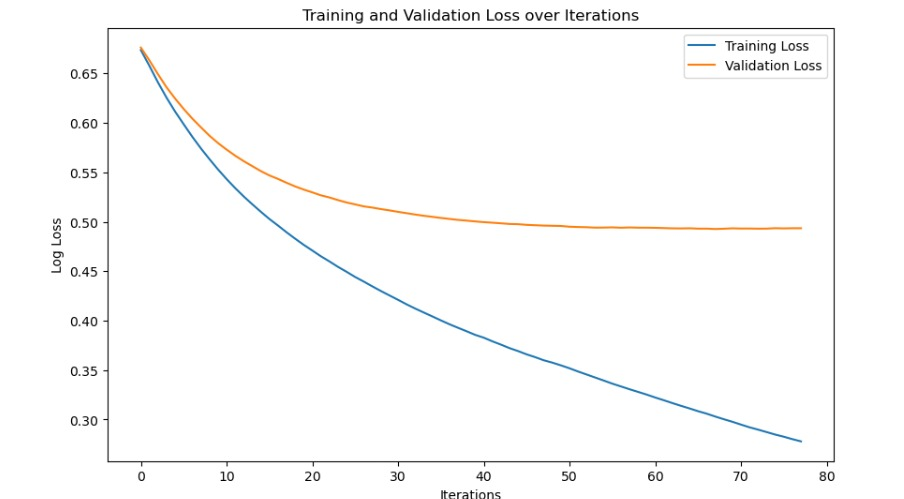 Training and Validation Loss over Iterations
Training Loss
Validation Loss
Log Loss
0.65
0.60
0.55
0.50
0.45
0.40
0.35
0.30
0 10 20 30 40 50 60 70 80
Iterations